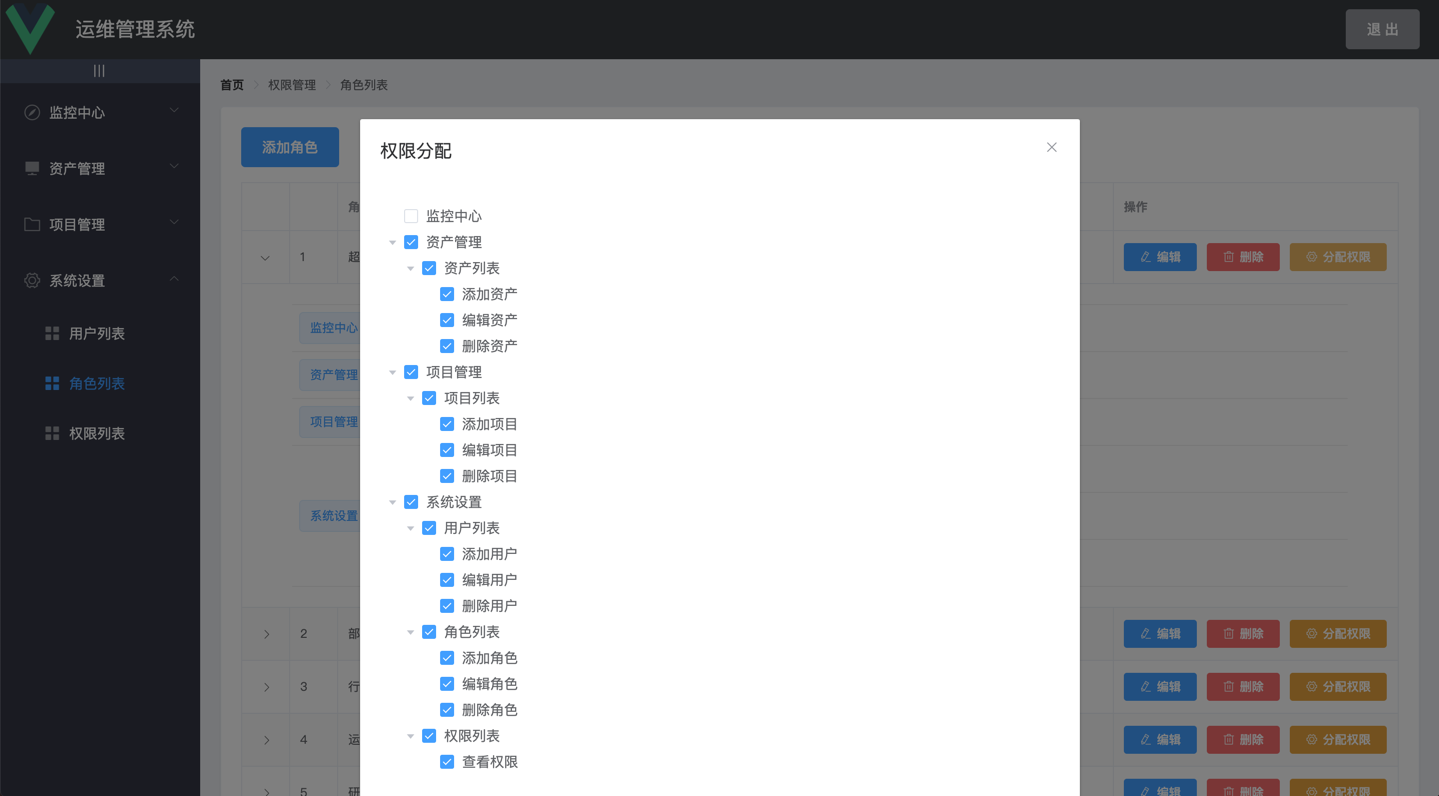 运维管理系统
退 出
监控中心
资产管理
项目管理
系统设置
用户列表
角色列表
权限列表
首页 权限管理 角色列表
添加角色
角
操作
1 超
编辑 删除 分配权限
监控中心
资产管理
项目管理
系统设置
2 部
编辑 删除 分配权限
3 行
编辑 删除 分配权限
4 运
编辑 删除 分配权限
5 研
编辑 删除 分配权限
权限分配
监控中心
资产管理
资产列表
添加资产
编辑资产
删除资产
项目管理
项目列表
添加项目
编辑项目
删除项目
系统设置
用户列表
添加用户
编辑用户
删除用户
角色列表
添加角色
编辑角色
删除角色
权限列表
查看权限